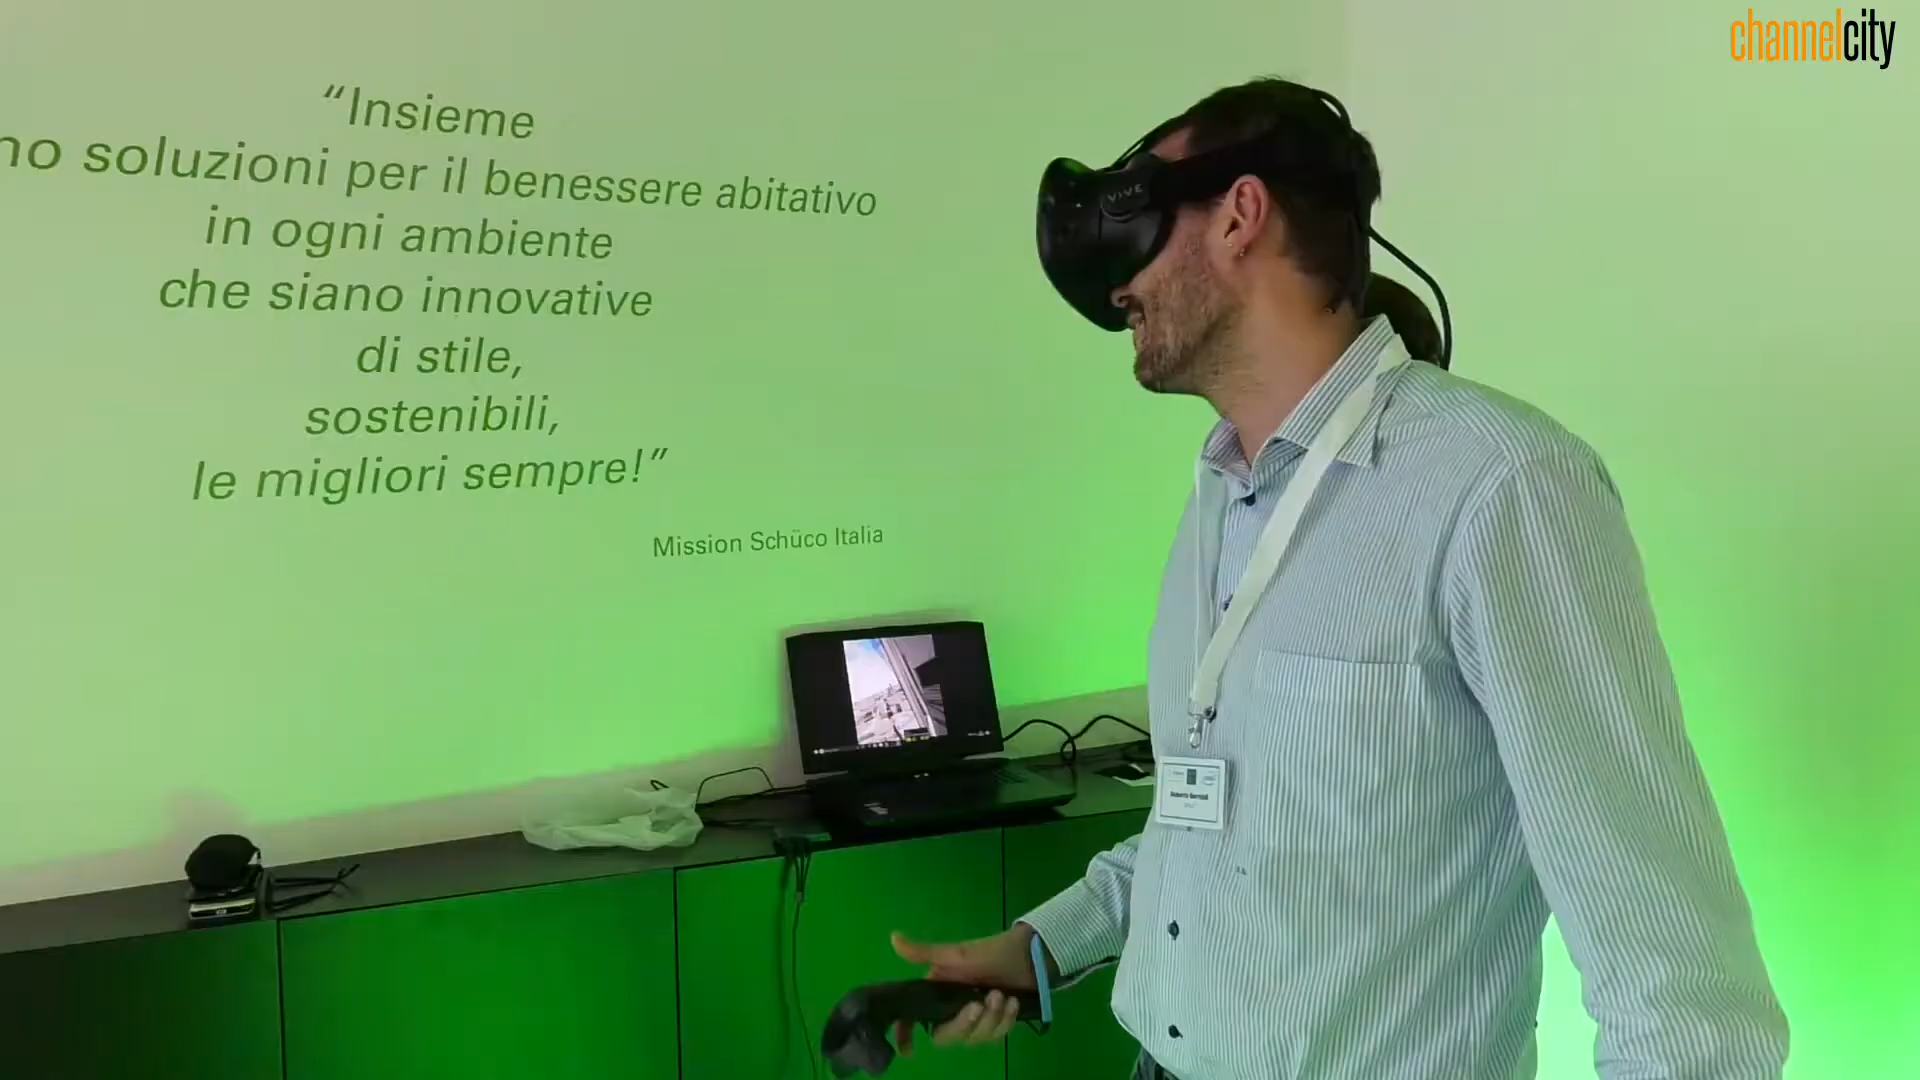 channelcity
"Insieme
no soluzioni per il benessere abitativo
in ogni ambiente
che siano innovative
di stile,
sostenibili,
le migliori sempre!"
Mission Schüco Italia
VIVE